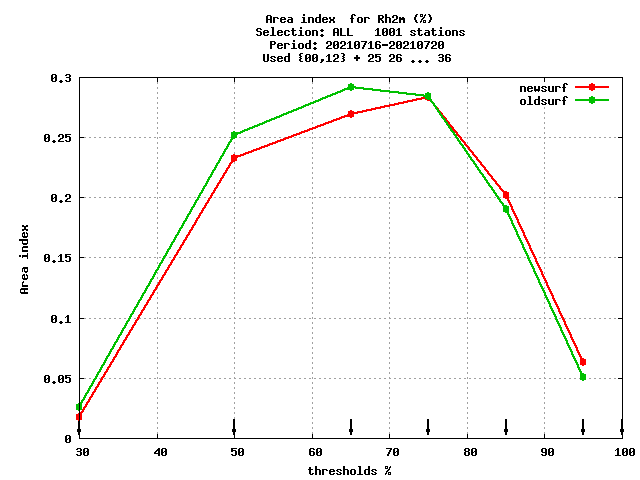 Area index  for Rh2m (%)
Selection: ALL   1001 stations
Period: 20210716-20210720
Used {00,12} + 25 26 ... 36
newsurf
oldsurf
0.3
0.25
0.2
0.15
0.1
0.05
0
Area index
30 40 50 60 70 80 90 100
thresholds %